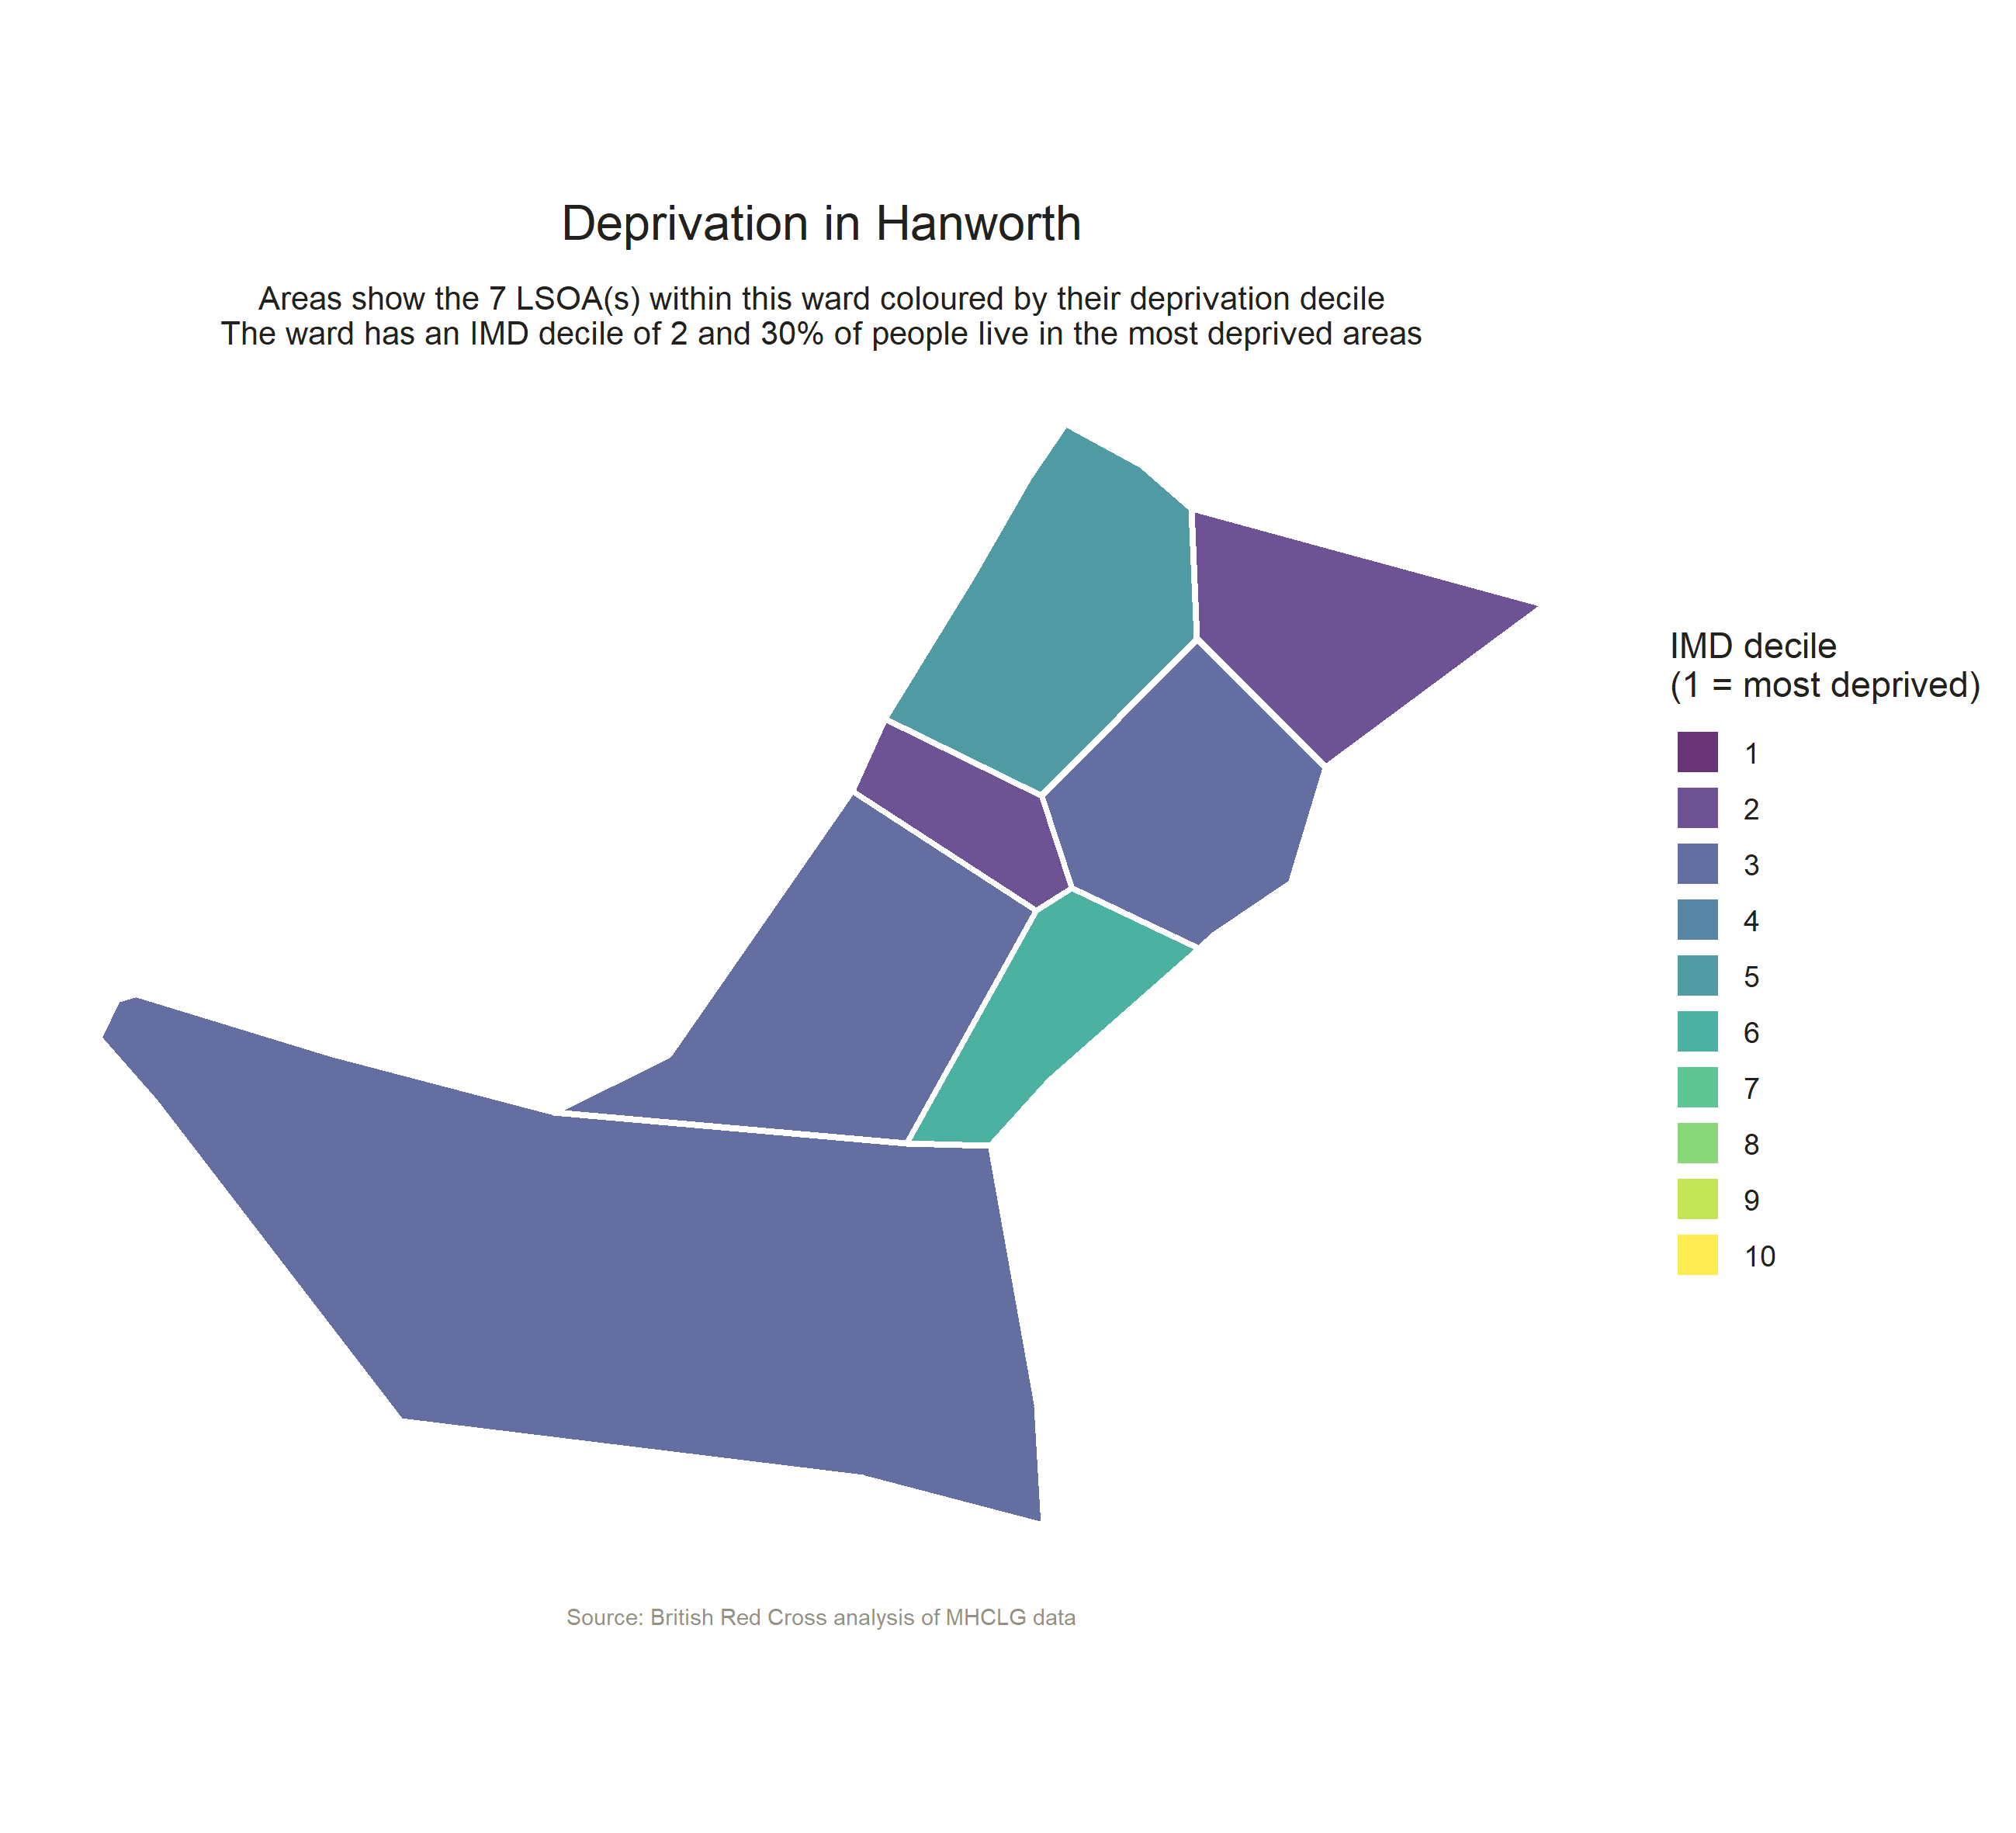 Deprivation in Hanworth
Areas show the 7 LSOA(s) within this ward coloured by their deprivation decile
The ward has an IMD decile of 2 and 30% of people live in the most deprived areas
IMD decile
(1 = most deprived)
1
2
3
4
5
6
7
8
9
10
Source: British Red Cross analysis of MHCLG data